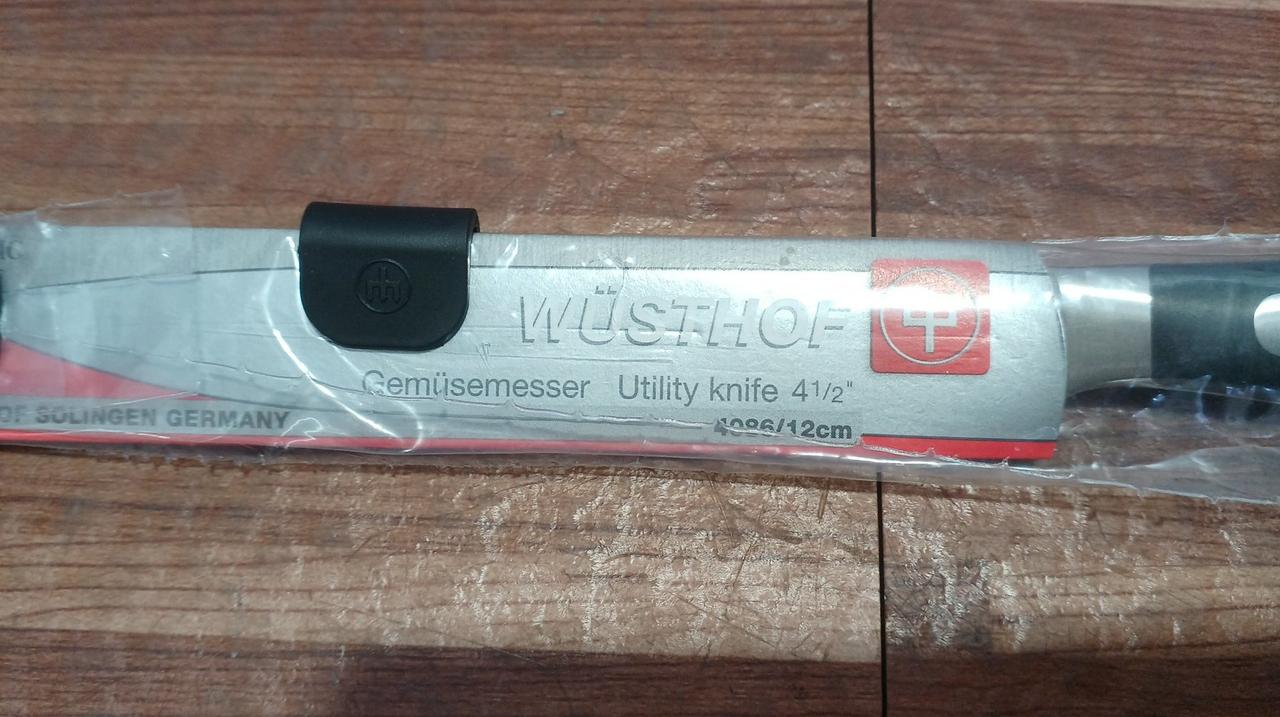 WÜSTHOF
Gemüsemesser Utility knife 4 1/2"
4086/12cm
OF SOLINGEN GERMANY